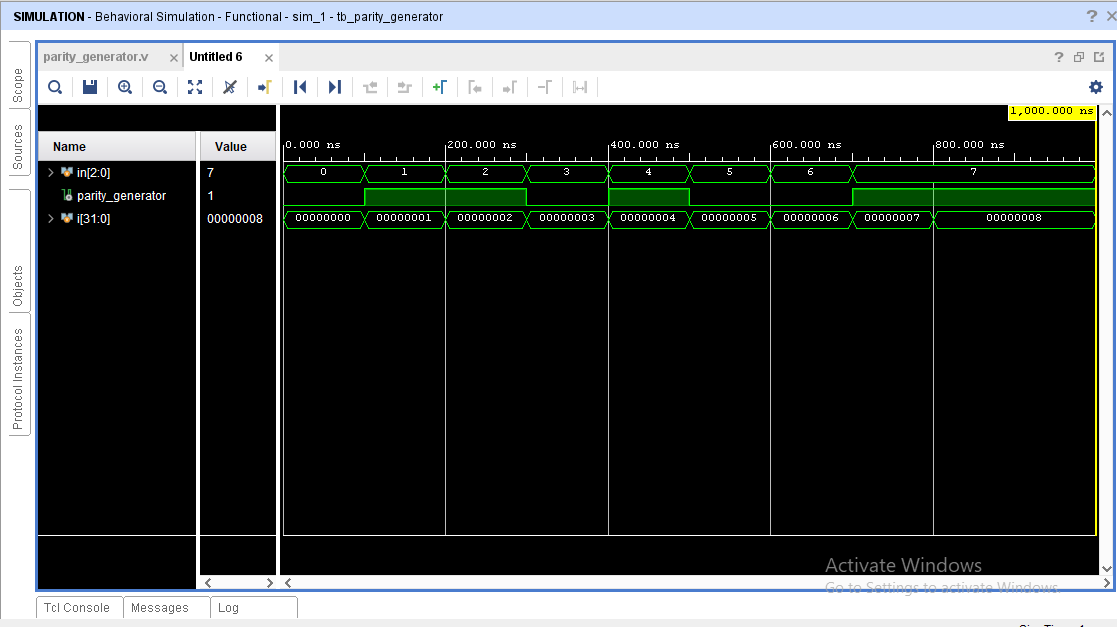 SIMULATION - Behavioral Simulation - Functional - sim_1 - tb_parity_generator
? ×
parity_generator.v × Untitled 6 ×
?
Scope
Sources
Objects
Protocol Instances
1,000.000 ns
Name Value
0.000 ns 200.000 ns 400.000 ns 600.000 ns 800.000 ns
in[2:0] 7 0 1 2 3 4 5 6 7
parity_generator 1
i[31:0] 00000008 00000000 00000001 00000002 00000003 00000004 00000005 00000006 00000007 00000008
Activate Windows
Go to Settings to activate Windows.
Tcl Console Messages Log